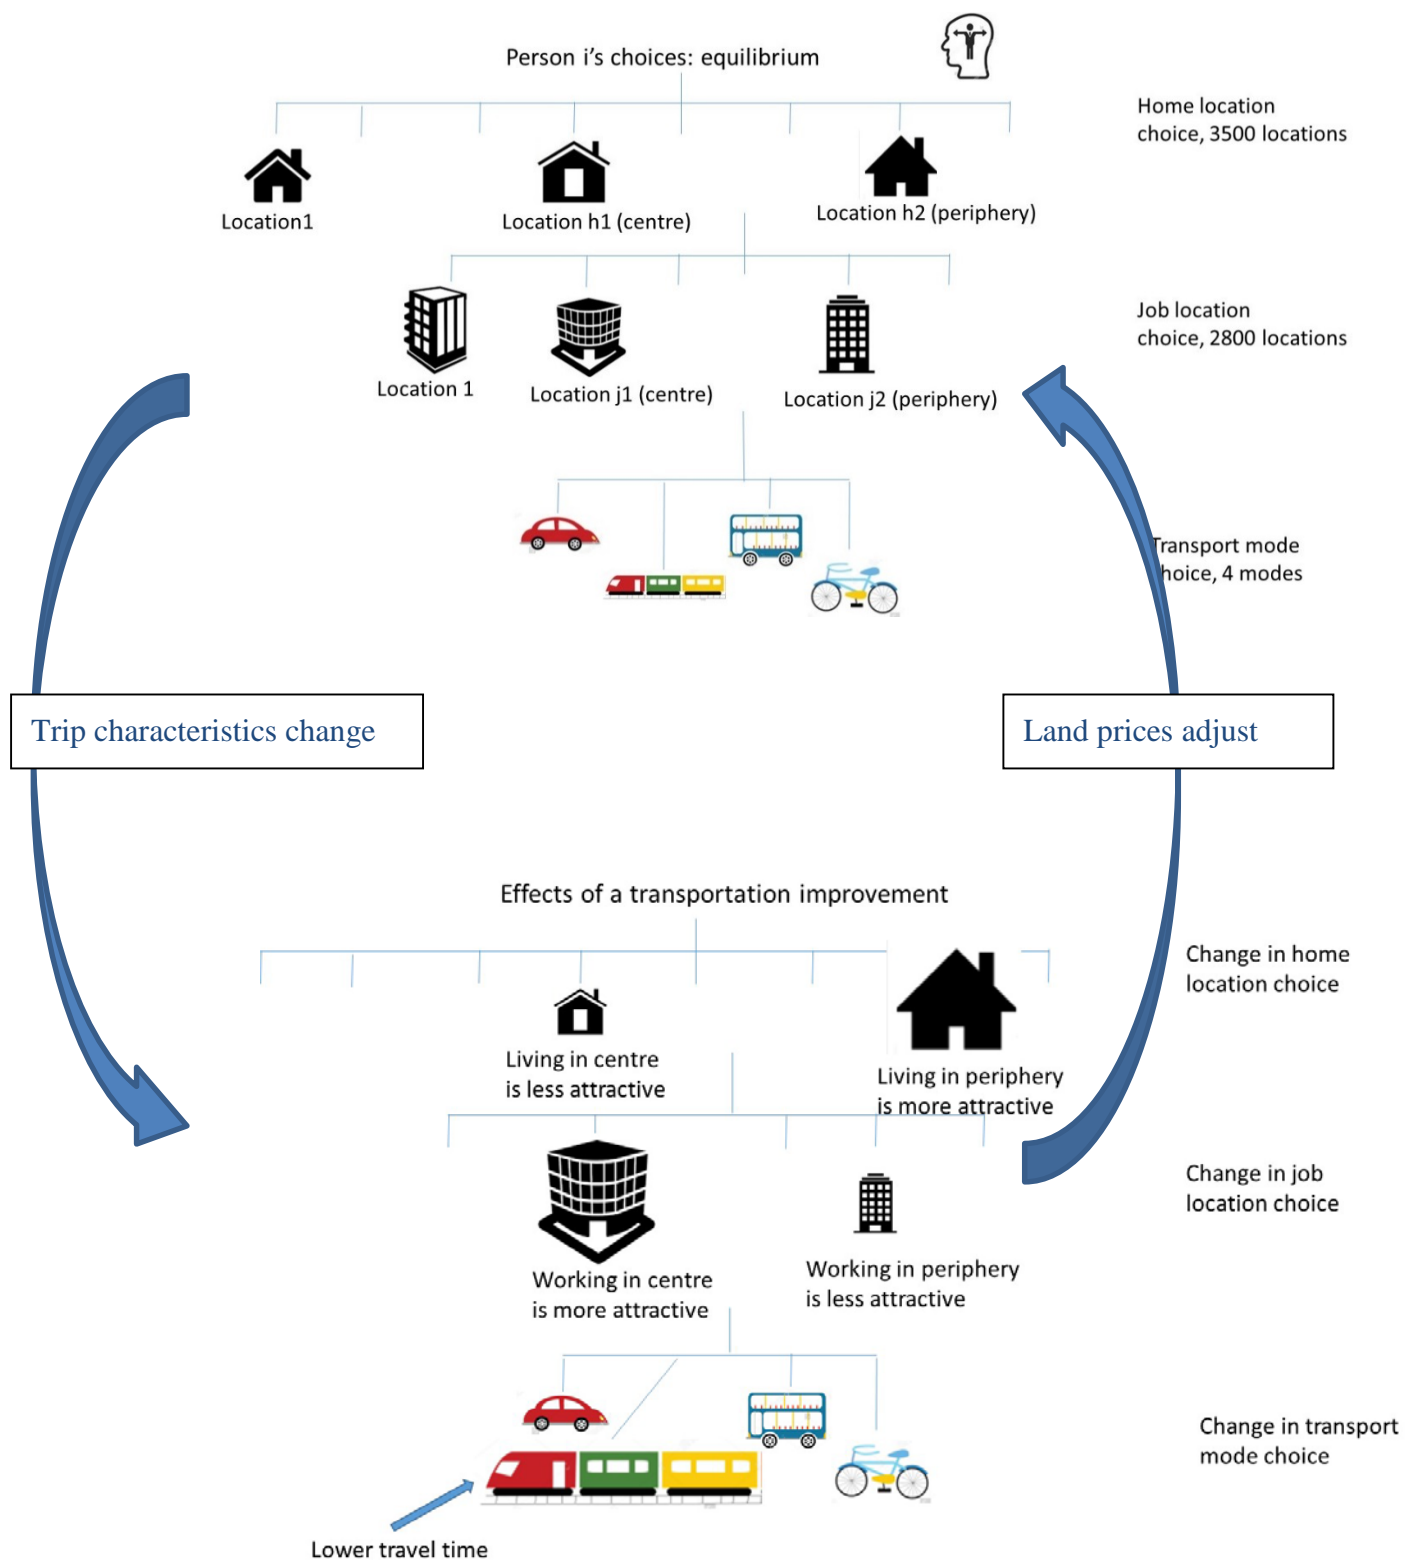 Person i's choices: equilibrium
Home location
choice, 3500 locations
Location1
Location h1 (centre)
Location h2 (periphery)
Job location
choice, 2800 locations
Location 1
Location j1 (centre)
Location j2 (periphery)
Transport mode
choice, 4 modes
Trip characteristics change
Land prices adjust
Effects of a transportation improvement
Change in home
location choice
Living in centre
is less attractive
Living in periphery
is more attractive
Change in job
location choice
Working in centre
is more attractive
Working in periphery
is less attractive
Change in transport
mode choice
Lower travel time